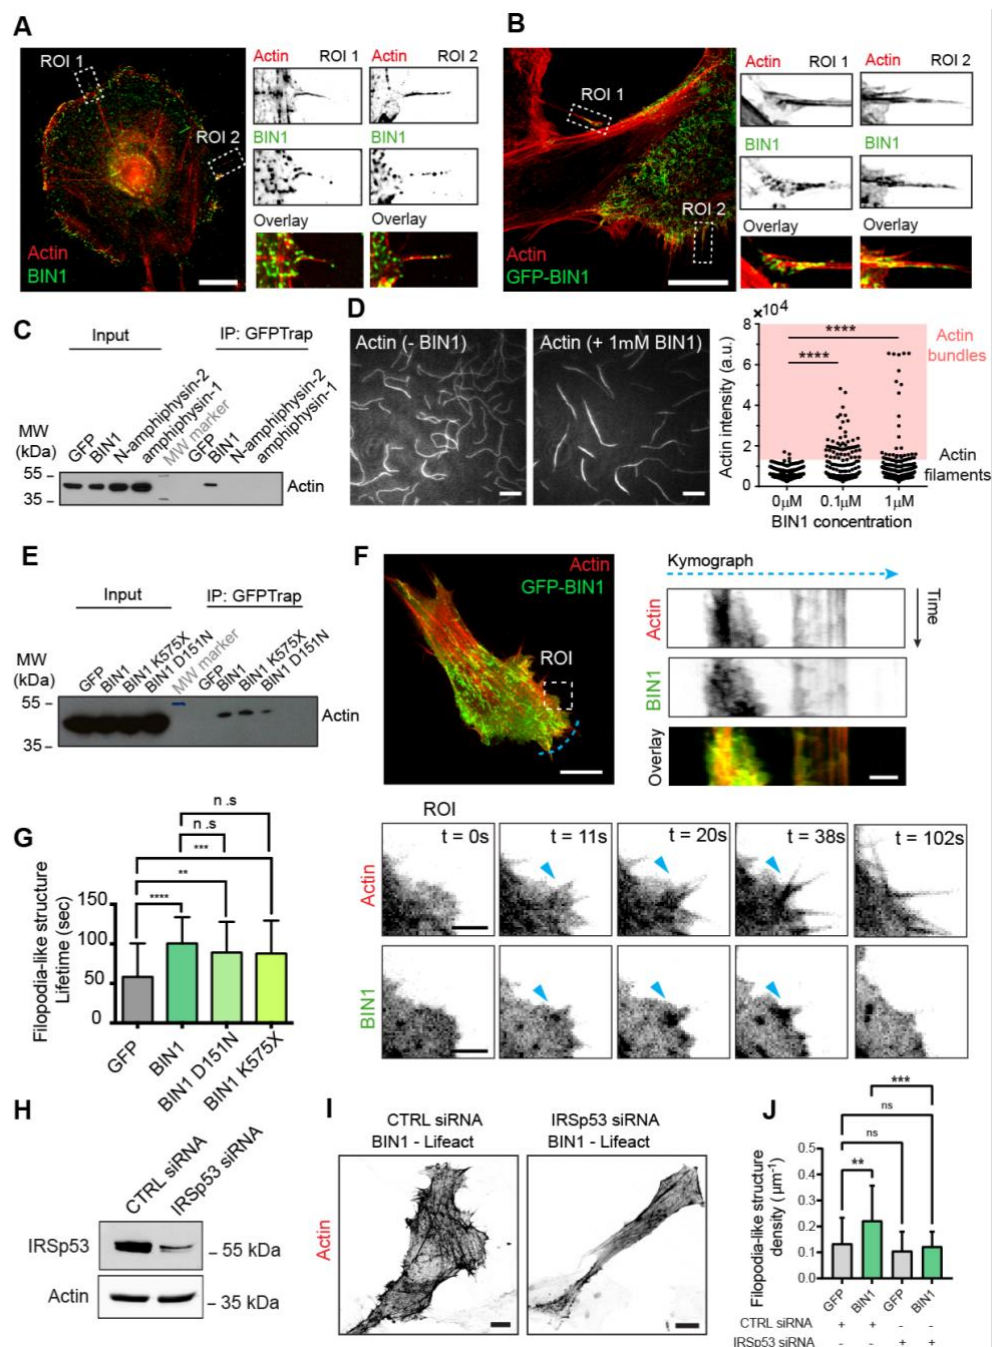 A
ROI 1
ROI 2
Actin
BIN1
Actin ROI 1
BIN1
Overlay
Actin ROI 2
BIN1
Overlay
B
ROI 1
ROI 2
Actin
GFP-BIN1
Actin ROI 1
BIN1
Overlay
Actin ROI 2
BIN1
Overlay
C
Input
IP: GFPTrap
GFP
BIN1
N-amphiphysin-2
amphiphysin-1
MW marker
GFP
BIN1
N-amphiphysin-2
amphiphysin-1
MW
(kDa)
55
35
Actin
D
Actin (- BIN1)
Actin (+ 1mM BIN1)
×10⁴
Actin intensity (a.u.)
8
6
4
2
0
****
****
Actin
bundles
Actin
filaments
0μM 0.1μM 1μM
BIN1 concentration
E
Input
IP: GFPTrap
GFP
BIN1
BIN1 K575X
BIN1 D151N
MW marker
GFP
BIN1
BIN1 K575X
BIN1 D151N
MW
(kDa)
55
35
Actin
F
Actin
GFP-BIN1
ROI
Kymograph
Time
Actin
BIN1
Overlay
ROI
t = 0s t = 11s t = 20s t = 38s t = 102s
Actin
BIN1
G
n .s
n .s
***
**
****
Filopodia-like structure
Lifetime (sec)
150
100
50
0
GFP
BIN1
BIN1 D151N
BIN1 K575X
H
CTRL siRNA
IRSp53 siRNA
IRSp53
– 55 kDa
Actin
– 35 kDa
I
CTRL siRNA
BIN1 - Lifeact
IRSp53 siRNA
BIN1 - Lifeact
Actin
J
***
ns
ns
**
Filopodia-like structure
density ( μm⁻¹)
0.5
0.4
0.3
0.2
0.1
0.0
GFP BIN1 GFP BIN1
CTRL siRNA + + - -
IRSp53 siRNA - - + +